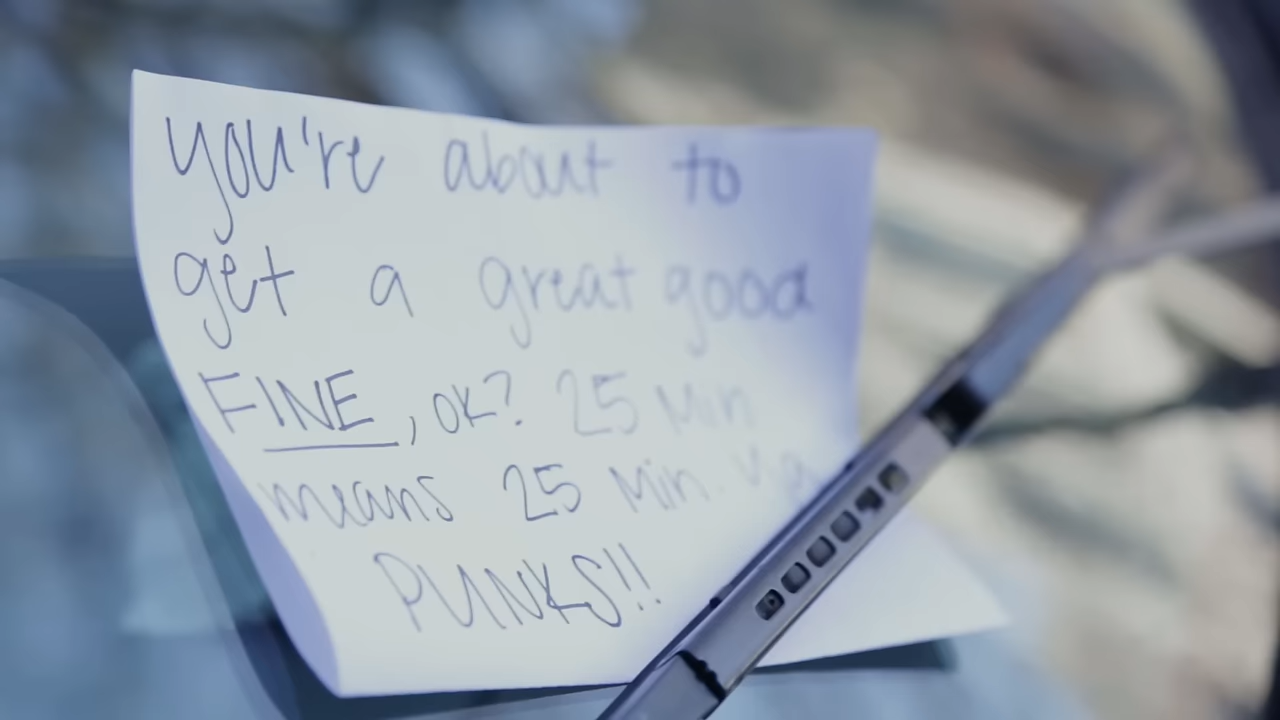 you're about to
get a great good
FINE, ok? 25 Min
means 25 Min.
PUNKS!!